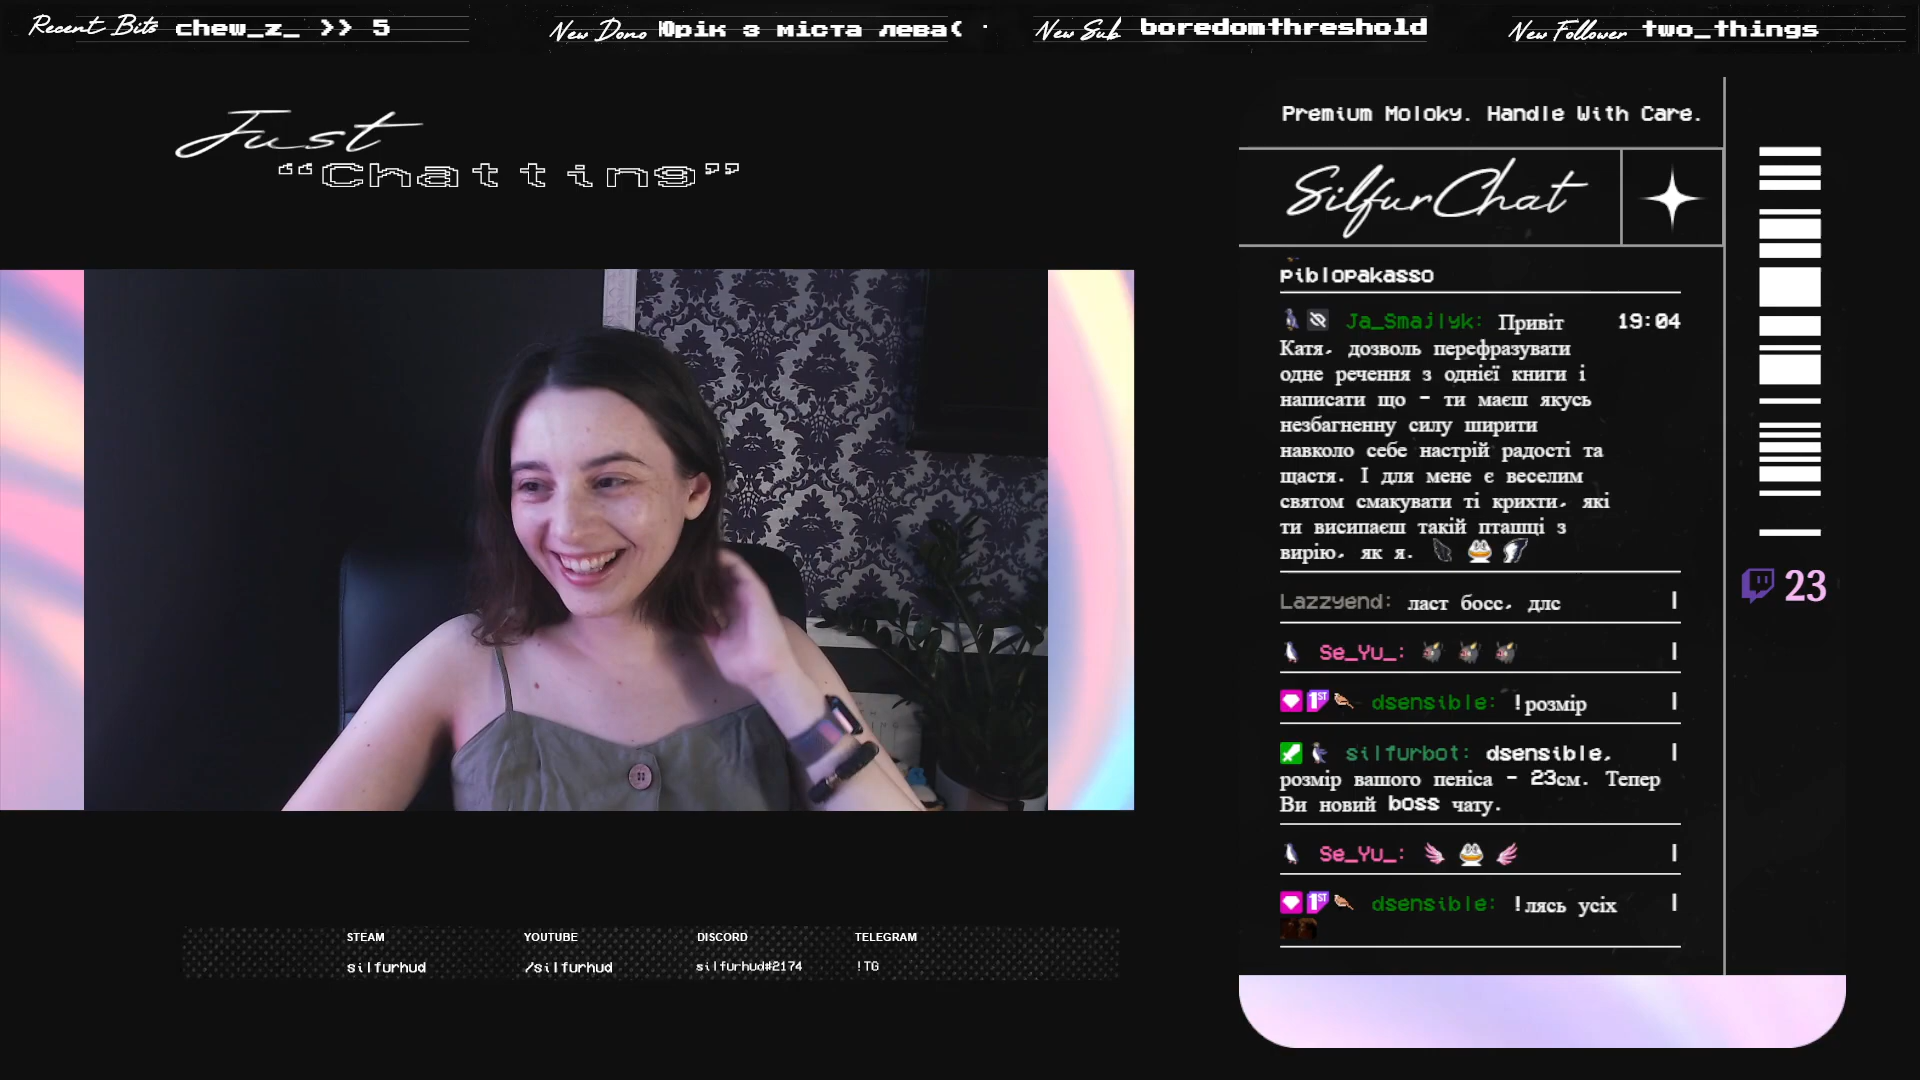 Recent Bits chew_z_ >> 5
New Dono Юрік з міста лева(
New Sub boredomthreshold
New Follower two_things
Just
“Chatting”
Premium Moloky. Handle With Care.
SilfurChat
piblopakasso
Ja_Smajlyk: Привіт 19:04
Катя, дозволь перефразувати
одне речення з однієї книги і
написати що - ти маєш якусь
незбагненну силу ширити
навколо себе настрій радості та
щастя. І для мене є веселим
святом смакувати ті крихти, які
ти висипаєш такій пташці з
вирію, як я.
Lazzyend: ласт босс, длс
Se_Yu_:
dsensible: !розмір
silfurbot: dsensible,
розмір вашого пеніса - 23см. Тепер
Ви новий boss чату.
Se_Yu_:
dsensible: !лясь усіх
23
STEAM
silfurhud
YOUTUBE
/silfurhud
DISCORD
silfurhud#2174
TELEGRAM
!TG